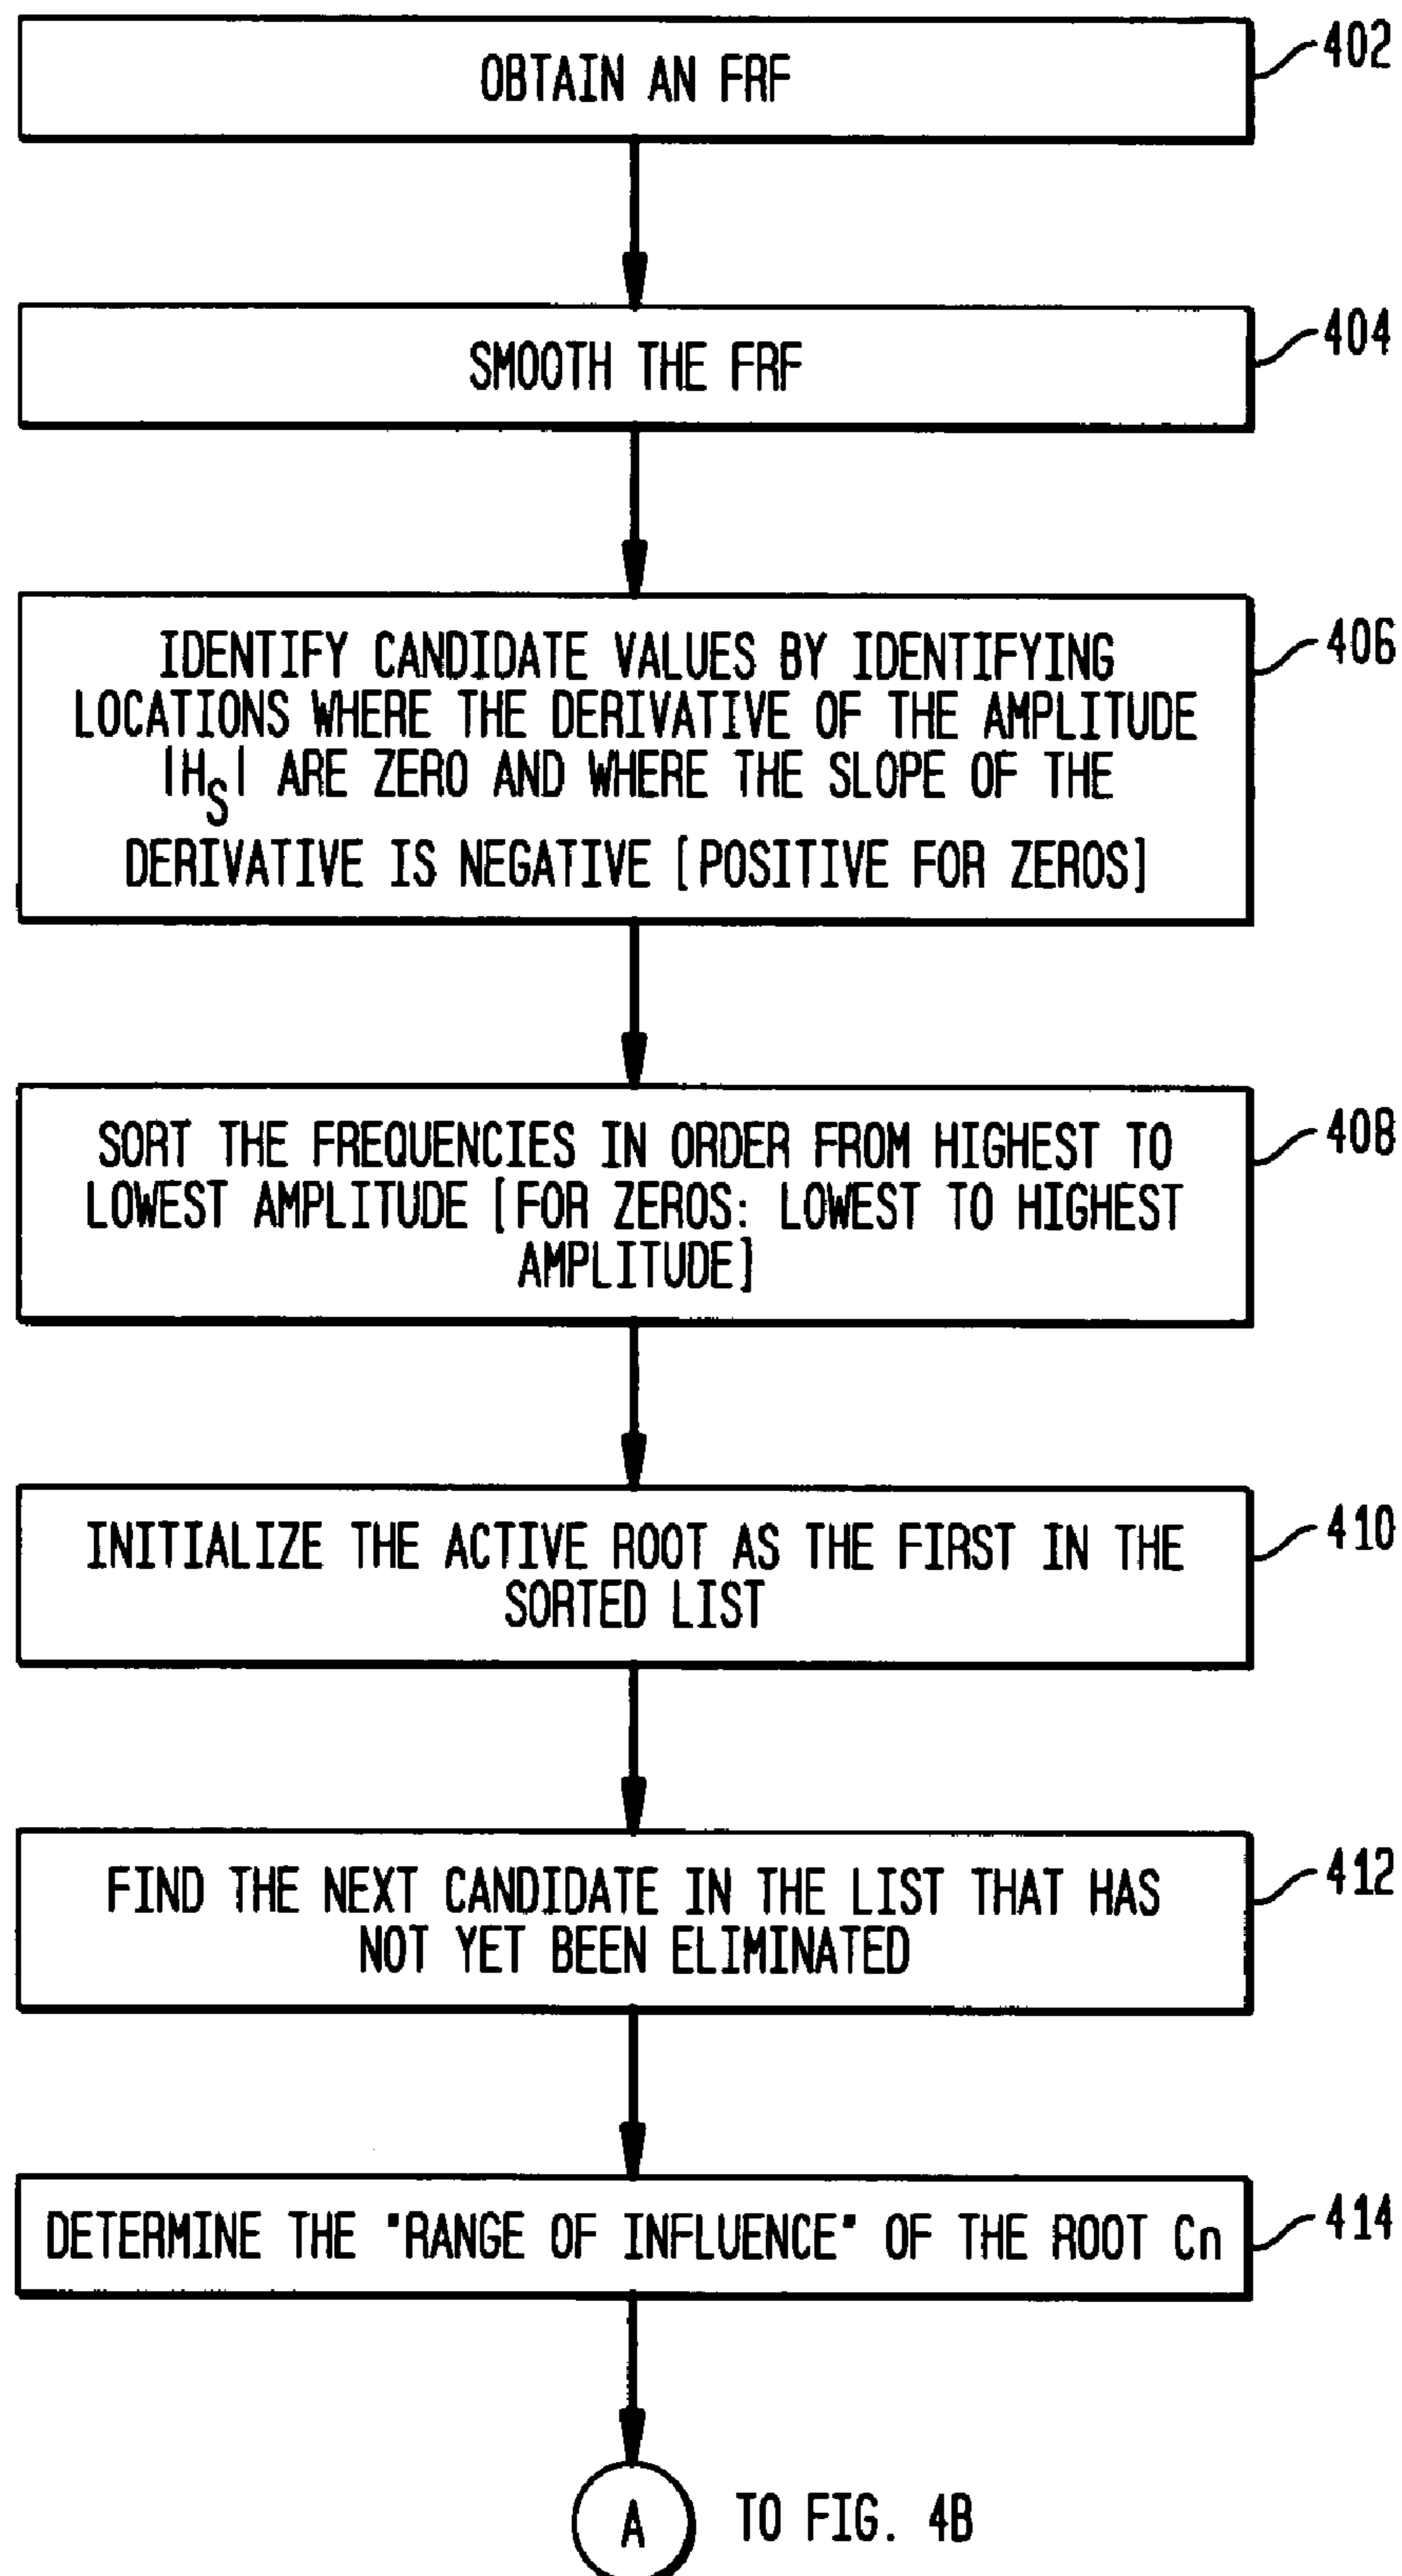 OBTAIN AN FRF
402
SMOOTH THE FRF
404
IDENTIFY CANDIDATE VALUES BY IDENTIFYING
LOCATIONS WHERE THE DERIVATIVE OF THE AMPLITUDE
|HS| ARE ZERO AND WHERE THE SLOPE OF THE
DERIVATIVE IS NEGATIVE [POSITIVE FOR ZEROS]
406
SORT THE FREQUENCIES IN ORDER FROM HIGHEST TO
LOWEST AMPLITUDE [FOR ZEROS: LOWEST TO HIGHEST
AMPLITUDE]
408
INITIALIZE THE ACTIVE ROOT AS THE FIRST IN THE
SORTED LIST
410
FIND THE NEXT CANDIDATE IN THE LIST THAT HAS
NOT YET BEEN ELIMINATED
412
DETERMINE THE "RANGE OF INFLUENCE" OF THE ROOT Cn
414
A TO FIG. 4B